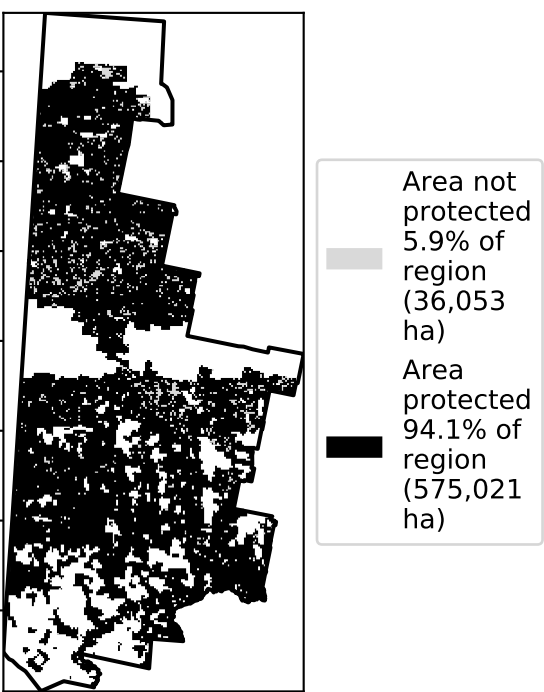 Area not
protected
5.9% of
region
(36,053
ha)
Area
protected
94.1% of
region
(575,021
ha)